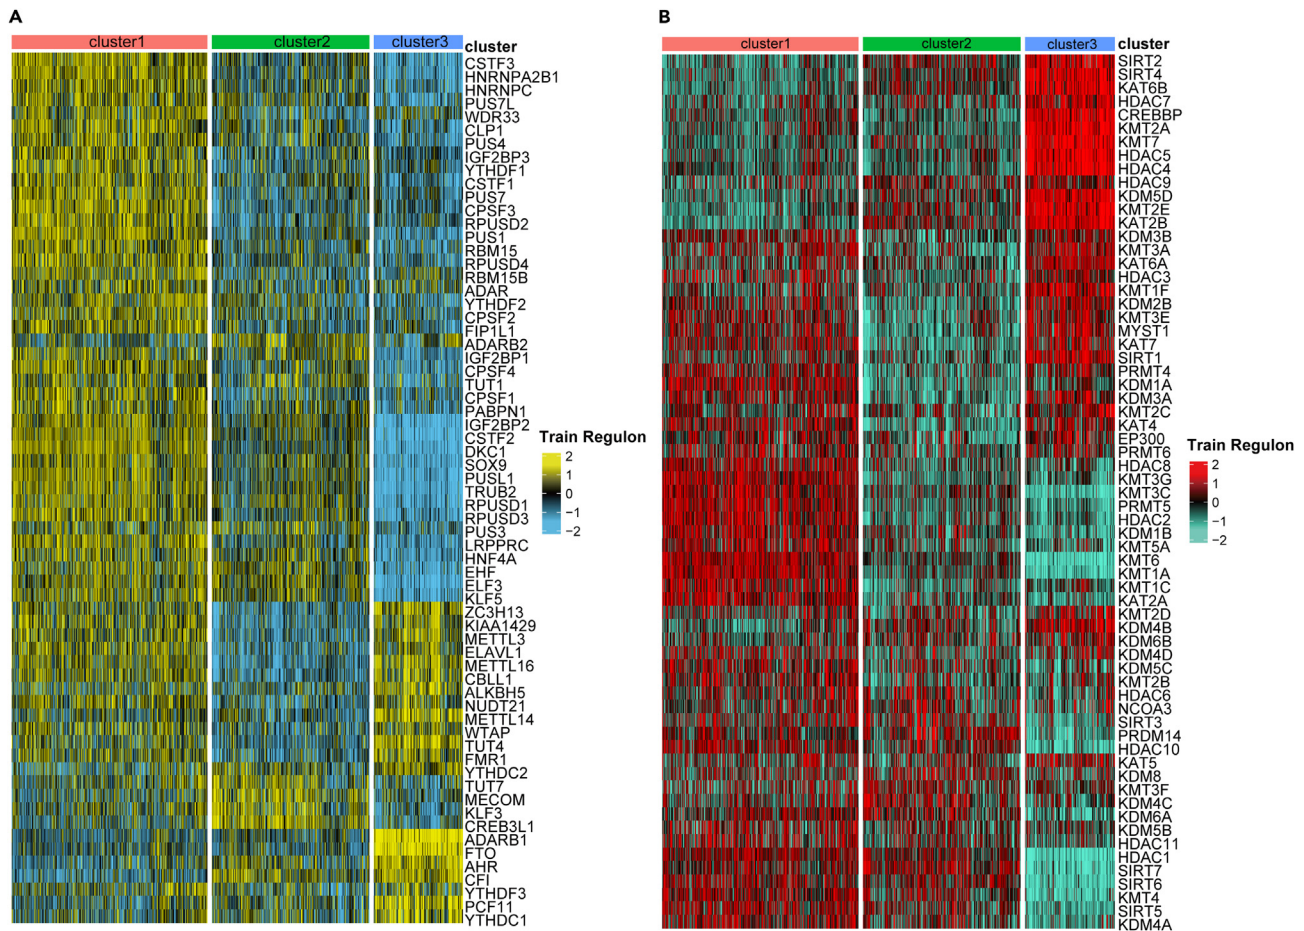 A
cluster1 cluster2 cluster3 cluster
CSTF3
HNRNPA2B1
HNRNPC
PUS7L
WDR33
CLP1
PUS4
IGF2BP3
YTHDF1
CSTF1
PUS7
CPSF3
RPUSD2
PUS1
RBM15
RPUSD4
RBM15B
ADAR
YTHDF2
CPSF2
FIP1L1
ADARB2
IGF2BP1
CPSF4
TUT1
CPSF1
PABPN1
IGF2BP2
CSTF2
DKC1
SOX9
PUSL1
TRUB2
RPUSD1
RPUSD3
PUS3
LRPPRC
HNF4A
EHF
ELF3
KLF5
ZC3H13
KIAA1429
METTL3
ELAVL1
METTL16
CBLL1
ALKBH5
NUDT21
METTL14
WTAP
TUT4
FMR1
YTHDC2
TUT7
MECOM
KLF3
CREB3L1
ADARB1
FTO
AHR
CFI
YTHDF3
PCF11
YTHDC1
Train Regulon
2
1
0
−1
−2
B
cluster1 cluster2 cluster3 cluster
SIRT2
SIRT4
KAT6B
HDAC7
CREBBP
KMT2A
KMT7
HDAC5
HDAC4
HDAC9
KDM5D
KMT2E
KAT2B
KDM3B
KMT3A
KAT6A
HDAC3
KMT1F
KDM2B
KMT3E
MYST1
KAT7
SIRT1
PRMT4
KDM1A
KDM3A
KMT2C
KAT4
EP300
PRMT6
HDAC8
KMT3G
KMT3C
PRMT5
HDAC2
KDM1B
KMT5A
KMT6
KMT1A
KMT1C
KAT2A
KMT2D
KDM4B
KDM6B
KDM4D
KDM5C
KMT2B
HDAC6
NCOA3
SIRT3
PRDM14
HDAC10
KAT5
KDM8
KMT3F
KDM4C
KDM6A
KDM5B
HDAC11
HDAC1
SIRT7
SIRT6
KMT4
SIRT5
KDM4A
Train Regulon
2
1
0
−1
−2